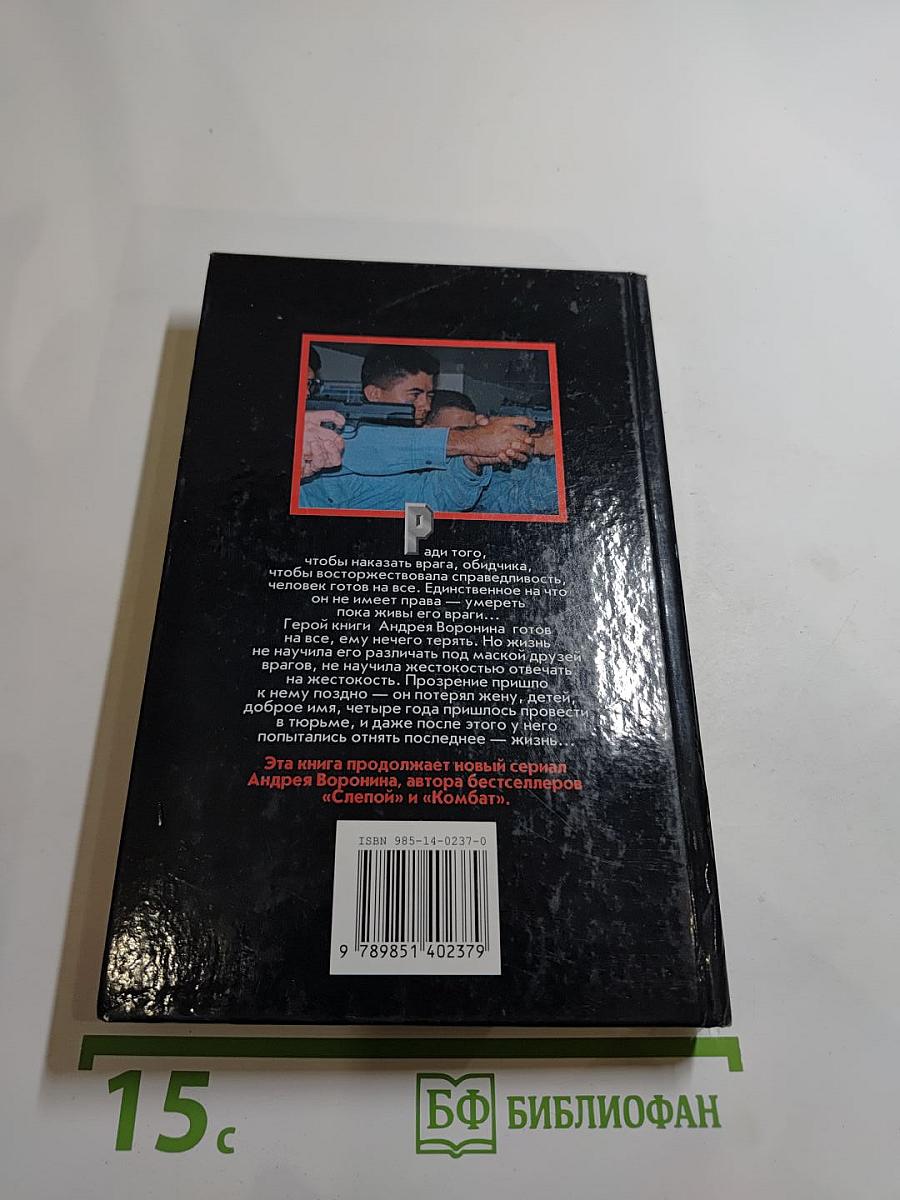 Ради того,
чтобы наказать врага, обидчика,
чтобы восторжествовала справедливость,
человек готов на все. Единственное на что
он не имеет права — умереть
пока живы его враги...
Герой книги Андрея Воронина готов
на все, ему нечего терять. Но жизнь
не научила его различать под маской друзей
врагов, не научила жестокостью отвечать
на жестокость. Прозрение пришло
к нему поздно — он потерял жену, детей,
доброе имя, четыре года пришлось провести
в тюрьме, и даже после этого у него
попытались отнять последнее — жизнь...
Эта книга продолжает новый сериал
Андрея Воронина, автора бестселлеров
«Слепой» и «Комбат».
ISBN 985-14-0237-0
9 789851 402379
15 с
БФ БИБЛИОФАН